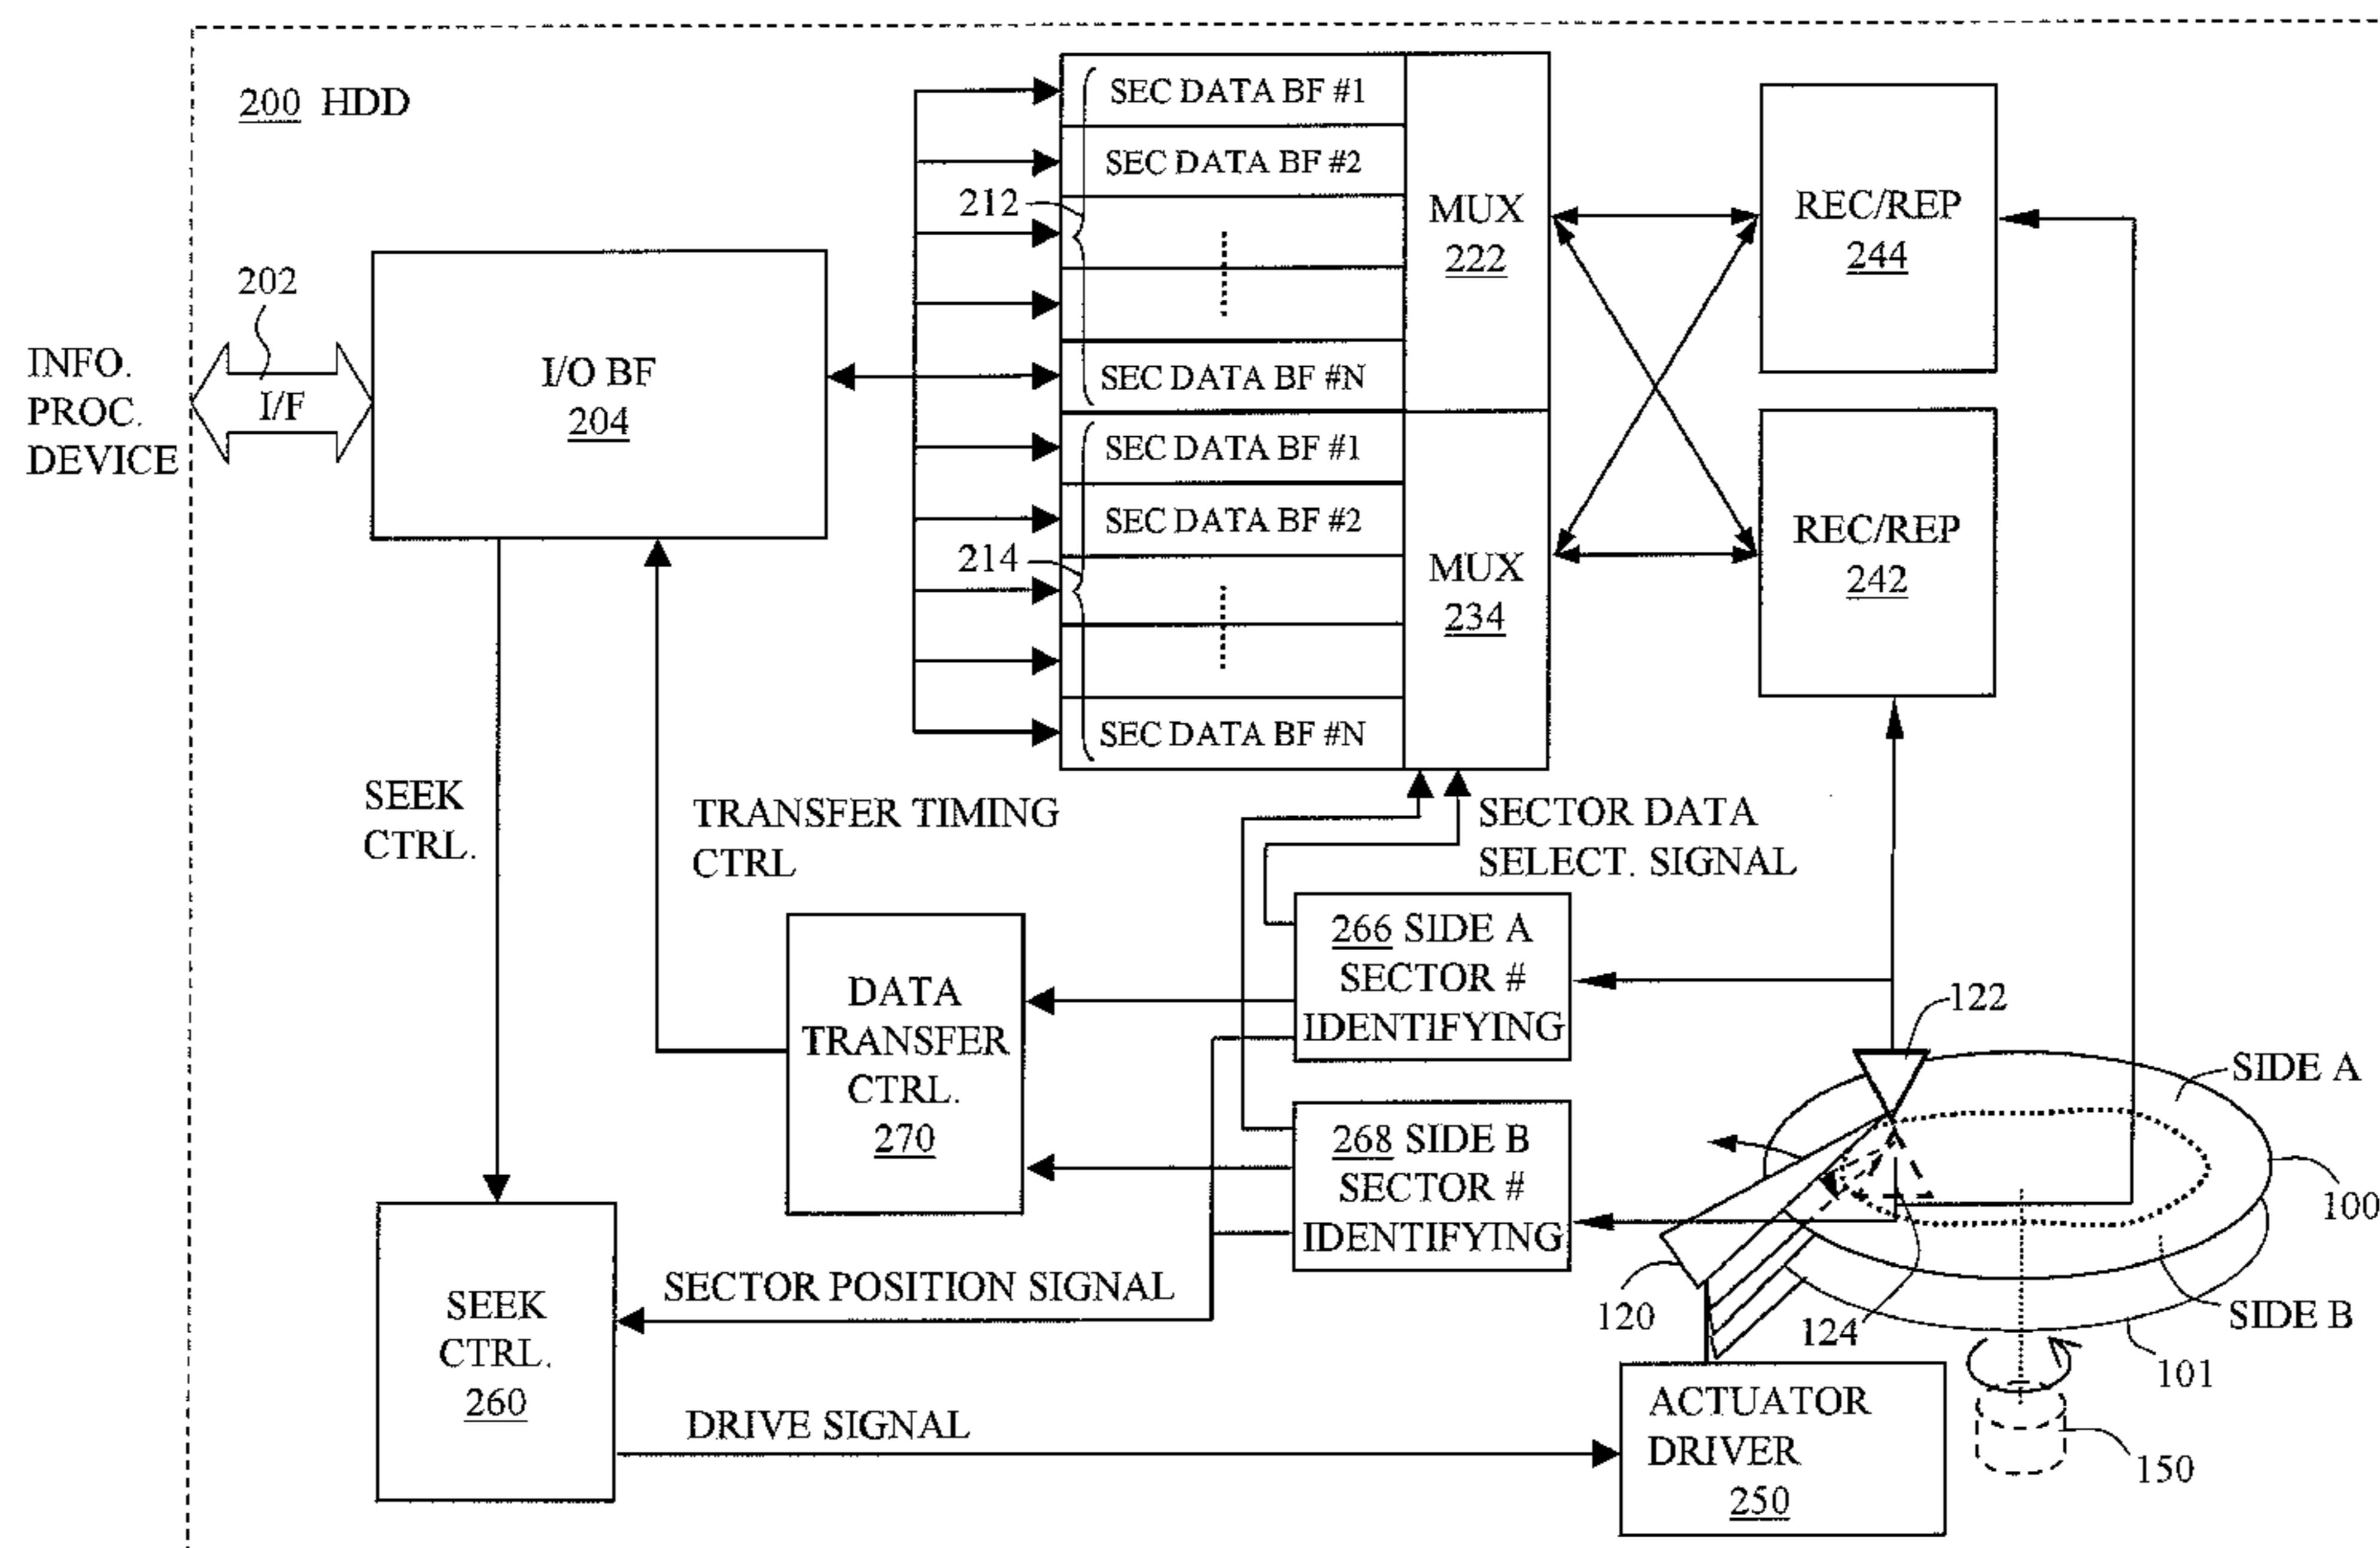 200 HDD
INFO.
PROC.
DEVICE
202
I/F
I/O BF
204
212
SEC DATA BF #1
SEC DATA BF #2
SEC DATA BF #N
MUX
222
214
SEC DATA BF #1
SEC DATA BF #2
SEC DATA BF #N
MUX
234
REC/REP
244
REC/REP
242
SEEK
CTRL.
TRANSFER TIMING
CTRL
SECTOR DATA
SELECT. SIGNAL
DATA
TRANSFER
CTRL.
270
266 SIDE A
SECTOR #
IDENTIFYING
268 SIDE B
SECTOR #
IDENTIFYING
122
SIDE A
100
SIDE B
101
120
124
150
SECTOR POSITION SIGNAL
SEEK
CTRL.
260
DRIVE SIGNAL
ACTUATOR
DRIVER
250